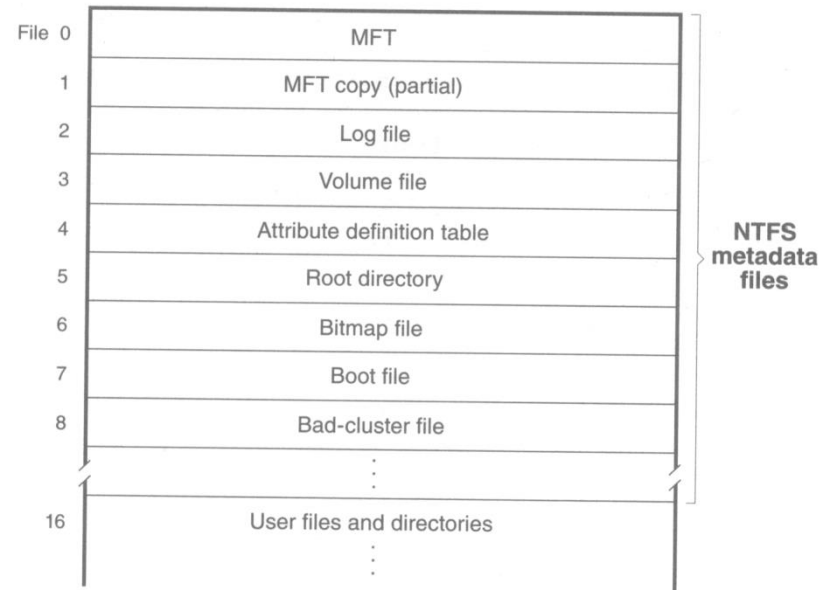 File 0 MFT
1 MFT copy (partial)
2 Log file
3 Volume file
4 Attribute definition table
5 Root directory
6 Bitmap file
7 Boot file
8 Bad-cluster file
16 User files and directories
NTFS
metadata
files